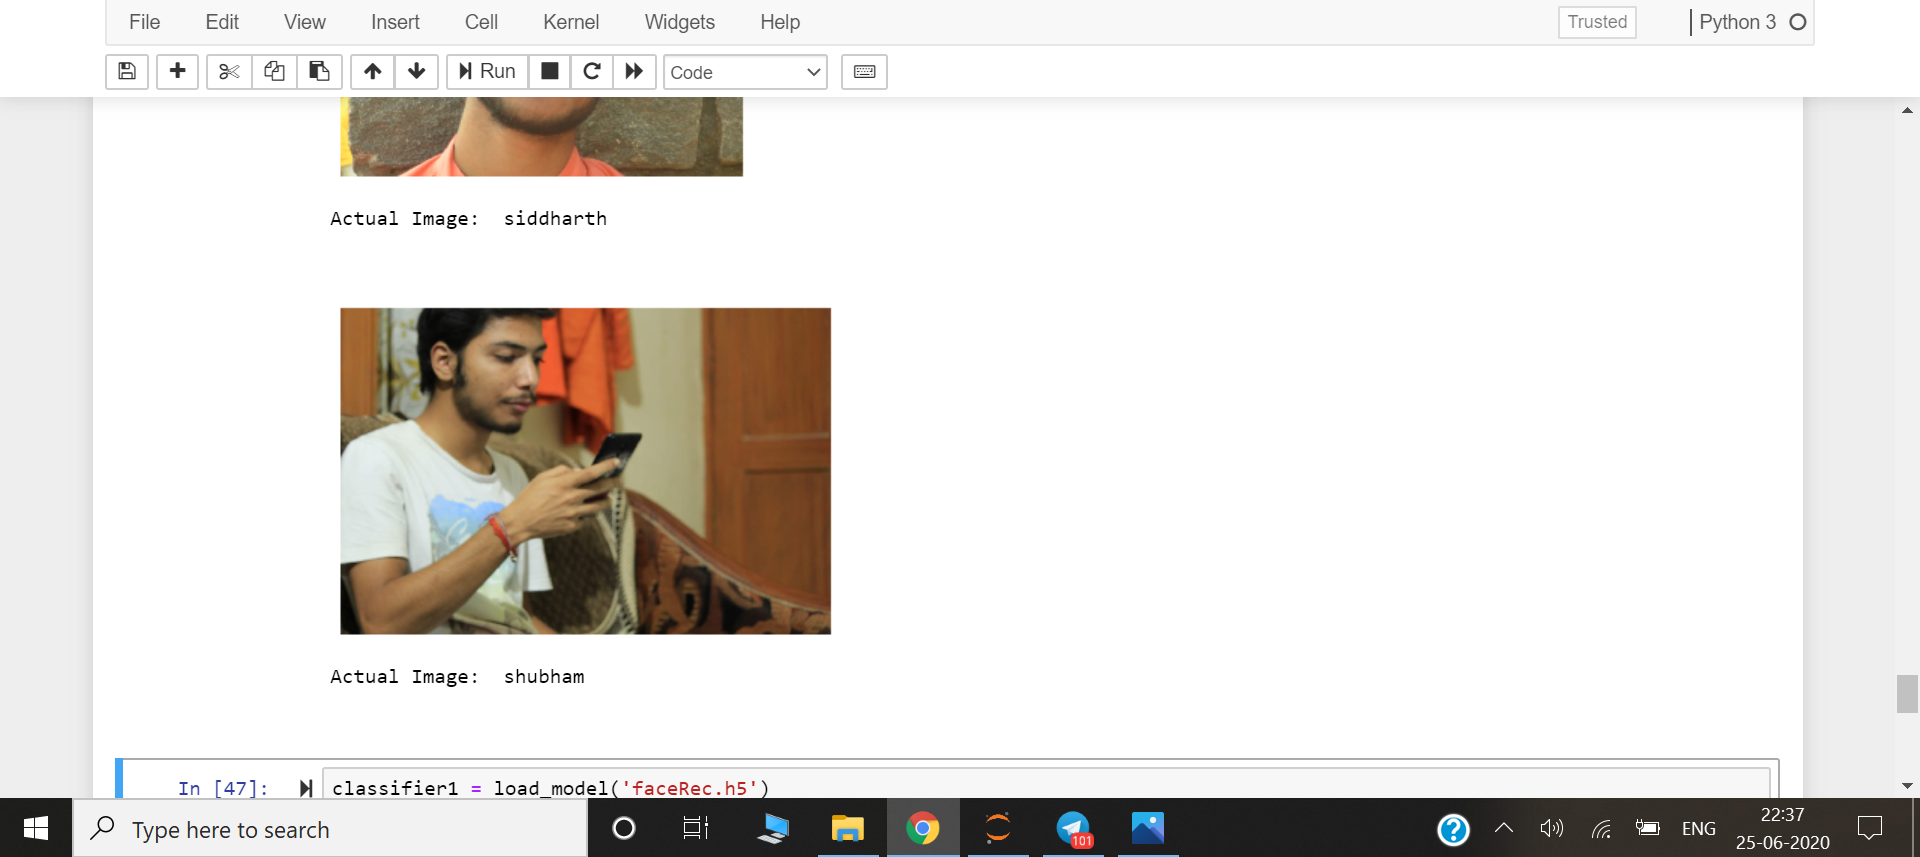 File Edit View Insert Cell Kernel Widgets Help Trusted Python 3
Run Code
Actual Image: siddharth
Actual Image: shubham
In [47]: classifier1 = load_model('faceRec.h5')
Type here to search
101
ENG
22:37
25-06-2020